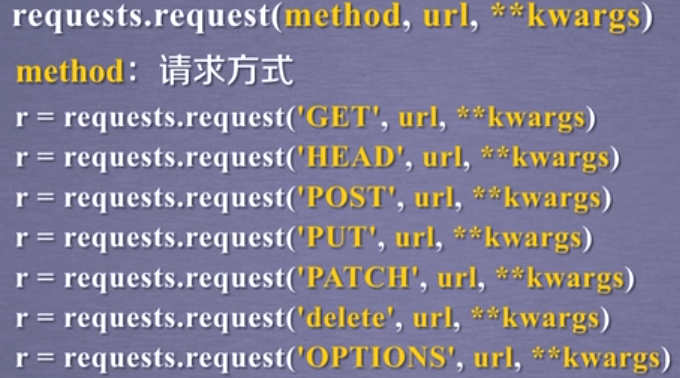 requests.request(method, url, **kwargs)
method：请求方式
r = requests.request('GET', url, **kwargs)
r = requests.request('HEAD', url, **kwargs)
r = requests.request('POST', url, **kwargs)
r = requests.request('PUT', url, **kwargs)
r = requests.request('PATCH', url, **kwargs)
r = requests.request('delete', url, **kwargs)
r = requests.request('OPTIONS', url, **kwargs)